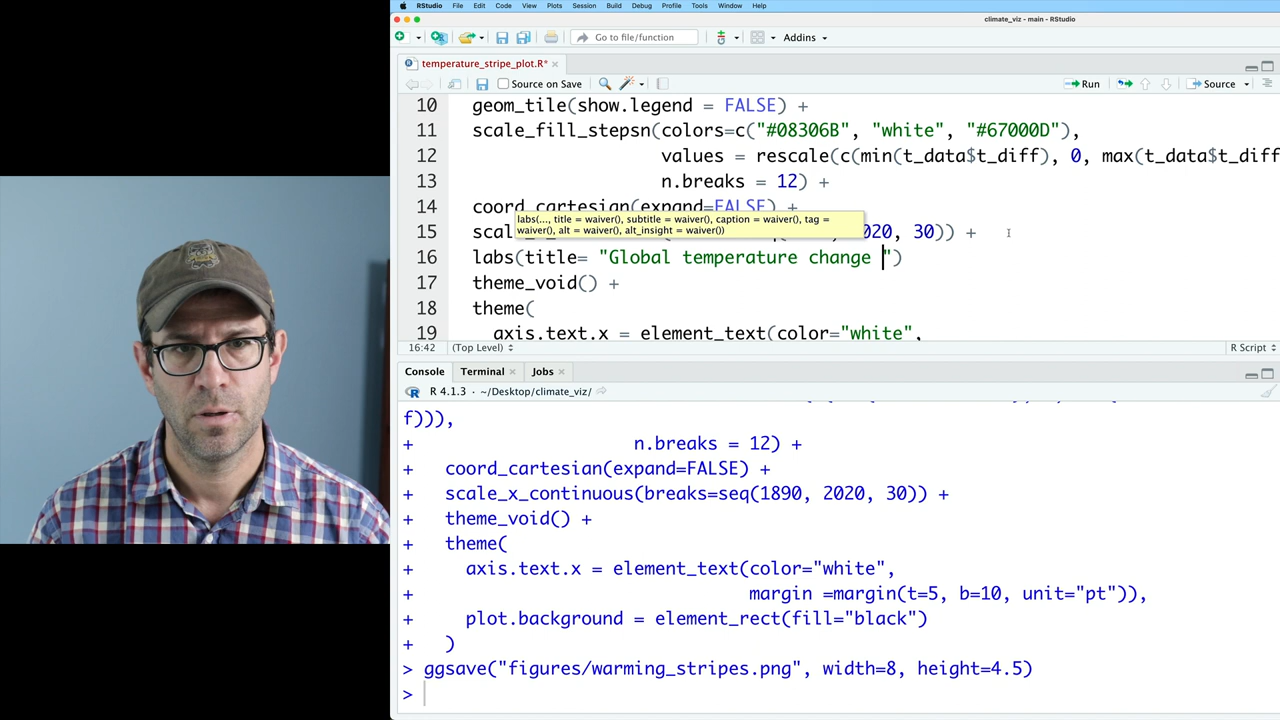 RStudio File Edit Code View Plots Session Build Debug Profile Tools Window Help
climate_viz - main - RStudio
Go to file/function Addins
temperature_stripe_plot.R*
Source on Save Run Source
10 geom_tile(show.legend = FALSE) +
11 scale_fill_stepsn(colors=c("#08306B", "white", "#67000D"),
12 values = rescale(c(min(t_data$t_diff), 0, max(t_data$t_diff
13 n.breaks = 12) +
14 coord_cartesian(expand=FALSE) +
labs(..., title = waiver(), subtitle = waiver(), caption = waiver(), tag =
waiver(), alt = waiver(), alt_insight = waiver())
15 scal 020, 30)) +
16 labs(title= "Global temperature change ")
17 theme_void() +
18 theme(
19 axis.text.x = element_text(color="white",
16:42 (Top Level) R Script
Console Terminal Jobs
R 4.1.3 · ~/Desktop/climate_viz/
f))),
+ n.breaks = 12) +
+ coord_cartesian(expand=FALSE) +
+ scale_x_continuous(breaks=seq(1890, 2020, 30)) +
+ theme_void() +
+ theme(
+ axis.text.x = element_text(color="white",
+ margin =margin(t=5, b=10, unit="pt")),
+ plot.background = element_rect(fill="black")
+ )
> ggsave("figures/warming_stripes.png", width=8, height=4.5)
>